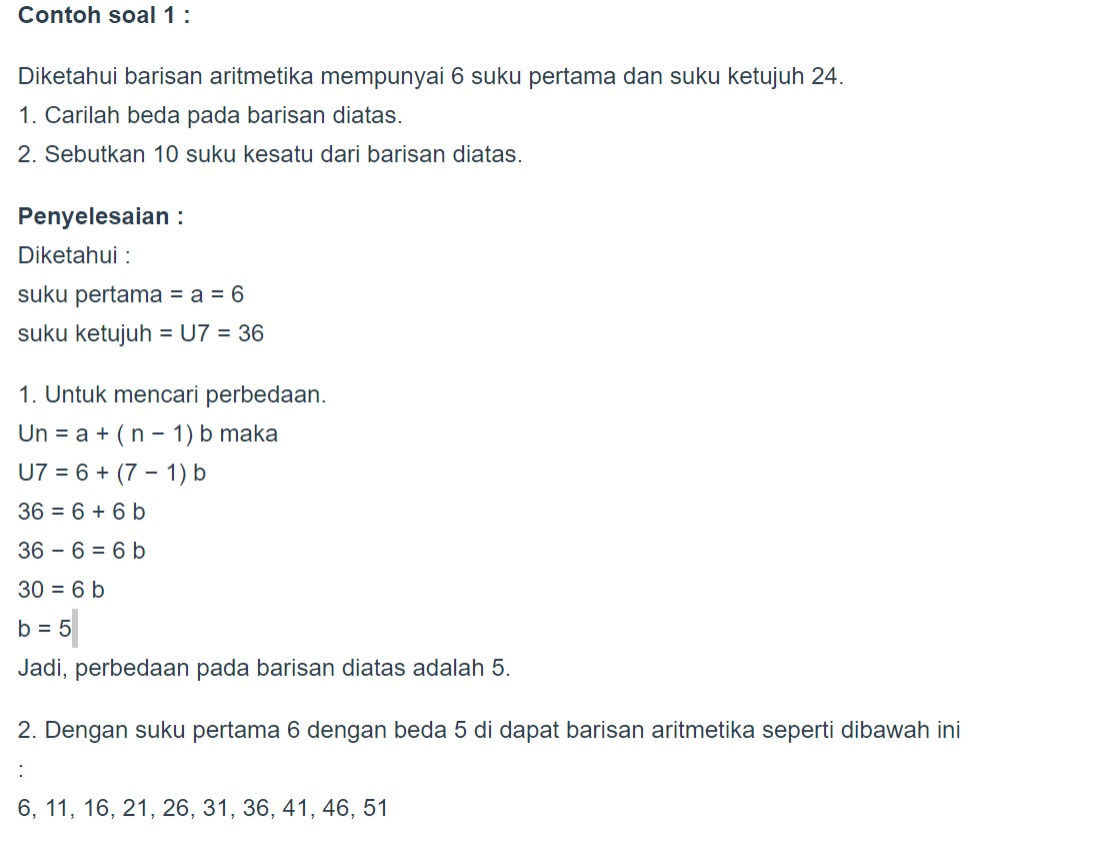 Contoh soal 1 :
Diketahui barisan aritmetika mempunyai 6 suku pertama dan suku ketujuh 24.
1. Carilah beda pada barisan diatas.
2. Sebutkan 10 suku kesatu dari barisan diatas.
Penyelesaian :
Diketahui :
suku pertama = a = 6
suku ketujuh = U7 = 36
1. Untuk mencari perbedaan.
Un = a + ( n − 1) b maka
U7 = 6 + (7 − 1) b
36 = 6 + 6 b
36 − 6 = 6 b
30 = 6 b
b = 5
Jadi, perbedaan pada barisan diatas adalah 5.
2. Dengan suku pertama 6 dengan beda 5 di dapat barisan aritmetika seperti dibawah ini
:
6, 11, 16, 21, 26, 31, 36, 41, 46, 51